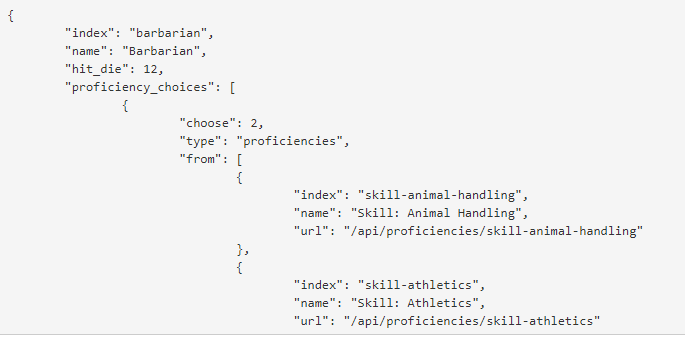 {
"index": "barbarian",
"name": "Barbarian",
"hit_die": 12,
"proficiency_choices": [
{
"choose": 2,
"type": "proficiencies",
"from": [
{
"index": "skill-animal-handling",
"name": "Skill: Animal Handling",
"url": "/api/proficiencies/skill-animal-handling"
},
{
"index": "skill-athletics",
"name": "Skill: Athletics",
"url": "/api/proficiencies/skill-athletics"